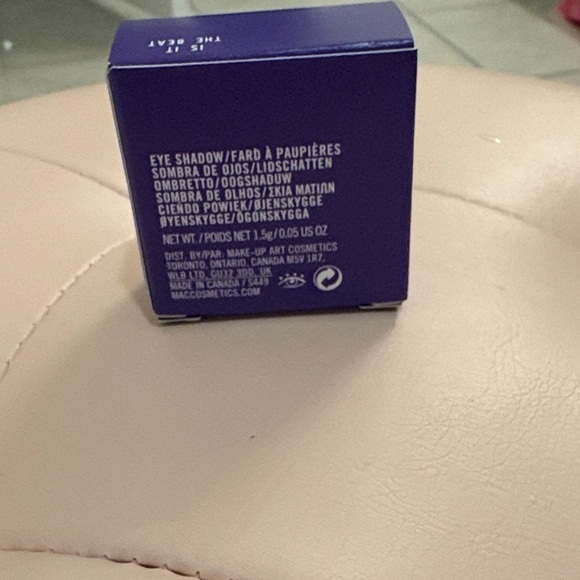 IS IT
THE BEAT
EYE SHADOW/FARD À PAUPIÈRES
SOMBRA DE OJOS/LIDSCHATTEN
OMBRETTO/OOGSHADUW
SOMBRA DE OLHOS/ΣΚΙΑ ΜΑΤΙΩΝ
CIENDO POWIEK/ØJENSKYGGE
ØYENSKYGGE/ÖGONSKYGGA
NET WT./POIDS NET 1.5g/0.05 US OZ
DIST. BY/PAR. MAKE-UP ART COSMETICS
TORONTO, ONTARIO, CANADA M5V 1R7,
WLB LTD, GU32 3DD, UK
MADE IN CANADA / S449
MACCOSMETICS.COM